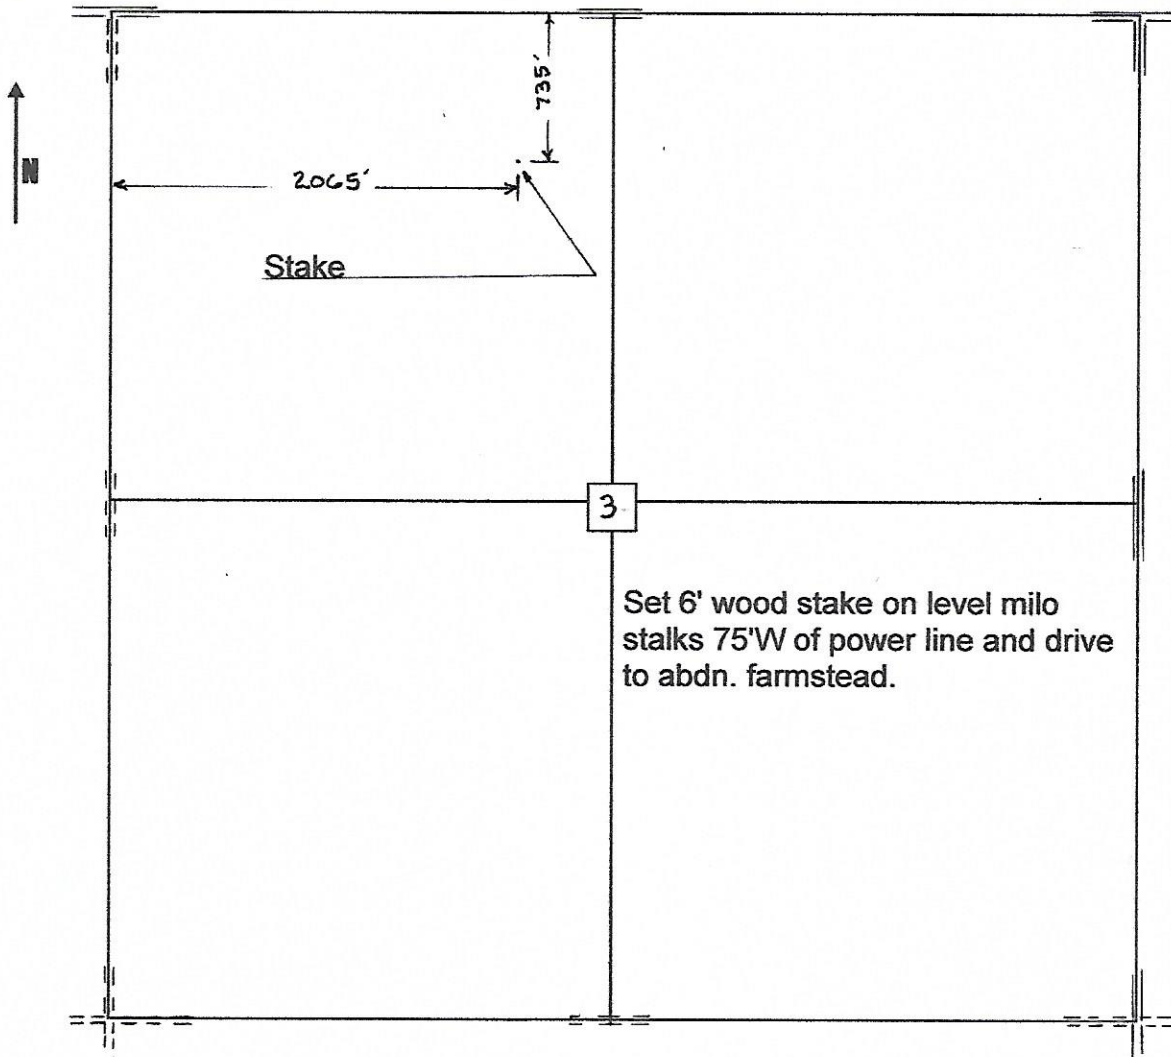 735'
N
2065'
Stake
3
Set 6' wood stake on level milo
stalks 75'W of power line and drive
to abdn. farmstead.